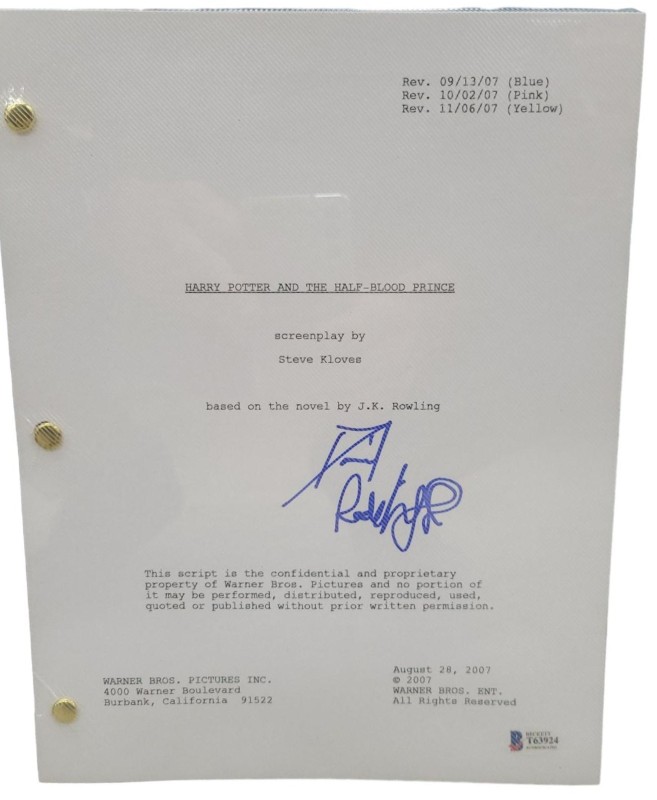 Rev. 09/13/07 (Blue)
Rev. 10/02/07 (Pink)
Rev. 11/06/07 (Yellow)
HARRY POTTER AND THE HALF-BLOOD PRINCE
screenplay by
Steve Kloves
based on the novel by J.K. Rowling
This script is the confidential and proprietary
property of Warner Bros. Pictures and no portion of
it may be performed, distributed, reproduced, used,
quoted or published without prior written permission.
WARNER BROS. PICTURES INC.
4000 Warner Boulevard
Burbank, California 91522
August 28, 2007
© 2007
WARNER BROS. ENT.
All Rights Reserved
BECKETT
T63924